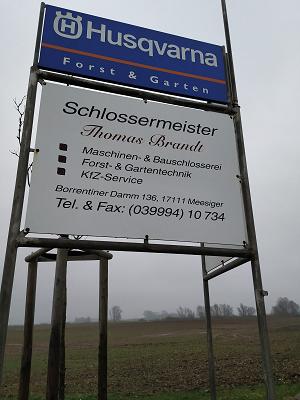 Husqvarna
Forst & Garten
Schlossermeister
Thomas Brandt
Maschinen- & Bauschlosserei
Forst- & Gartentechnik
KfZ-Service
Borrentiner Damm 136, 17111 Meesiger
Tel. & Fax: (039994) 10 734